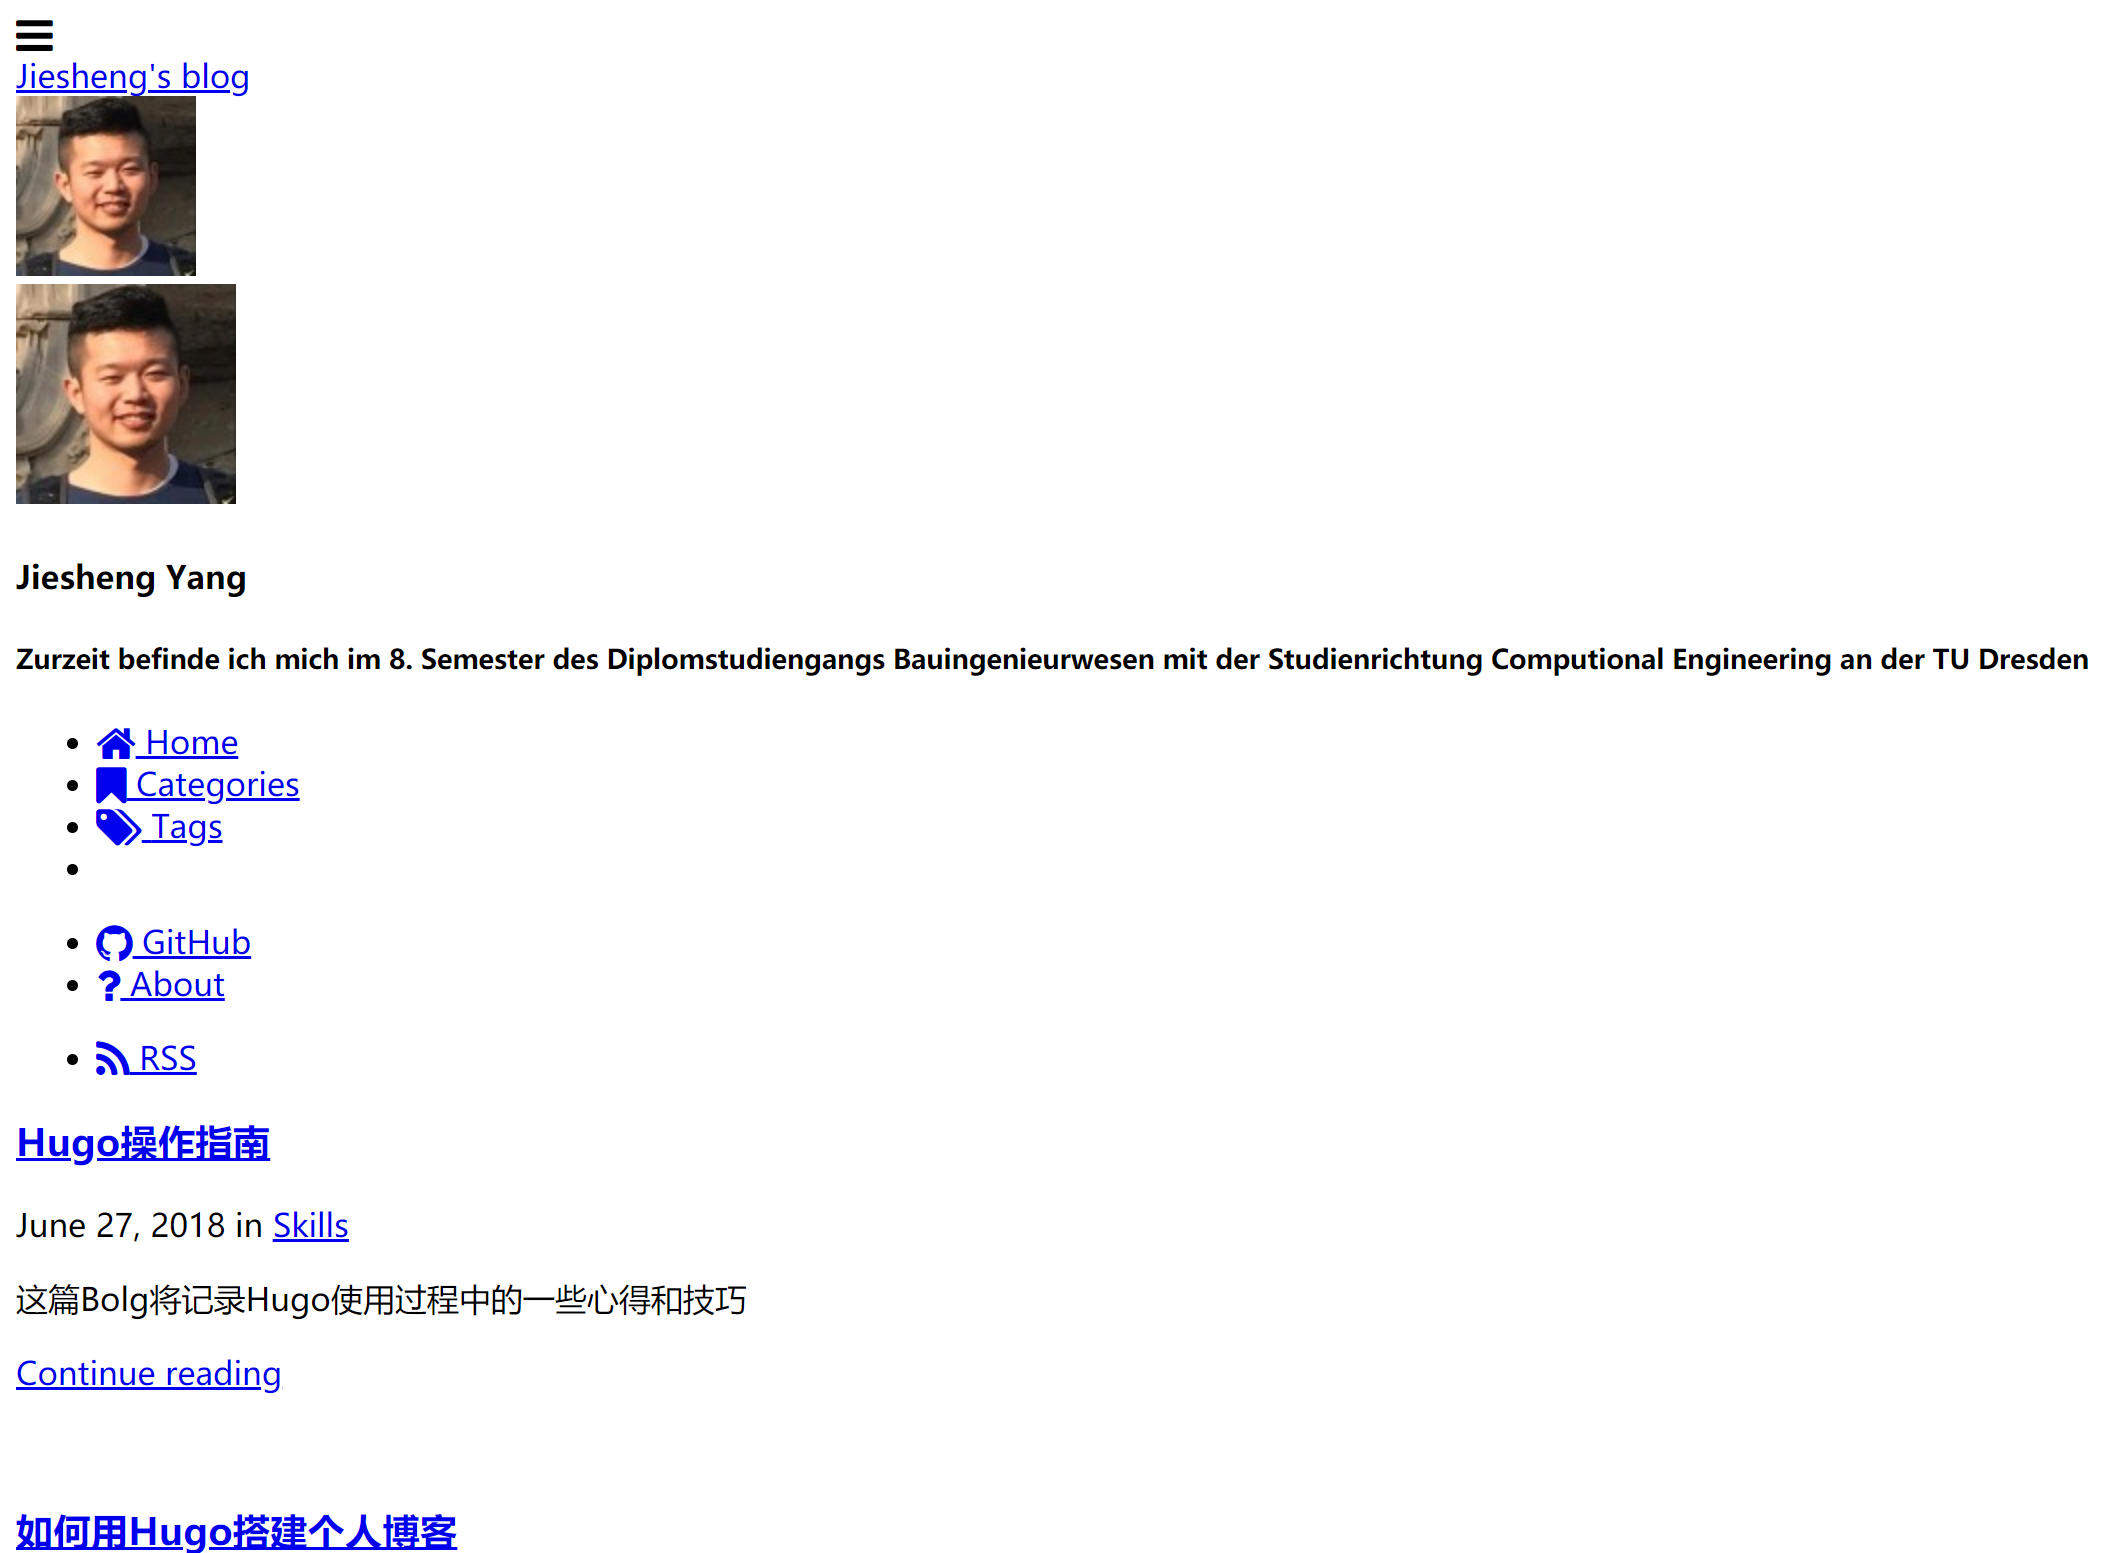 Jiesheng's blog
Jiesheng Yang
Zurzeit befinde ich mich im 8. Semester des Diplomstudiengangs Bauingenieurwesen mit der Studienrichtung Computional Engineering an der TU Dresden
Home
Categories
Tags
GitHub
About
RSS
Hugo操作指南
June 27, 2018 in Skills
这篇Bolg将记录Hugo使用过程中的一些心得和技巧
Continue reading
如何用Hugo搭建个人博客